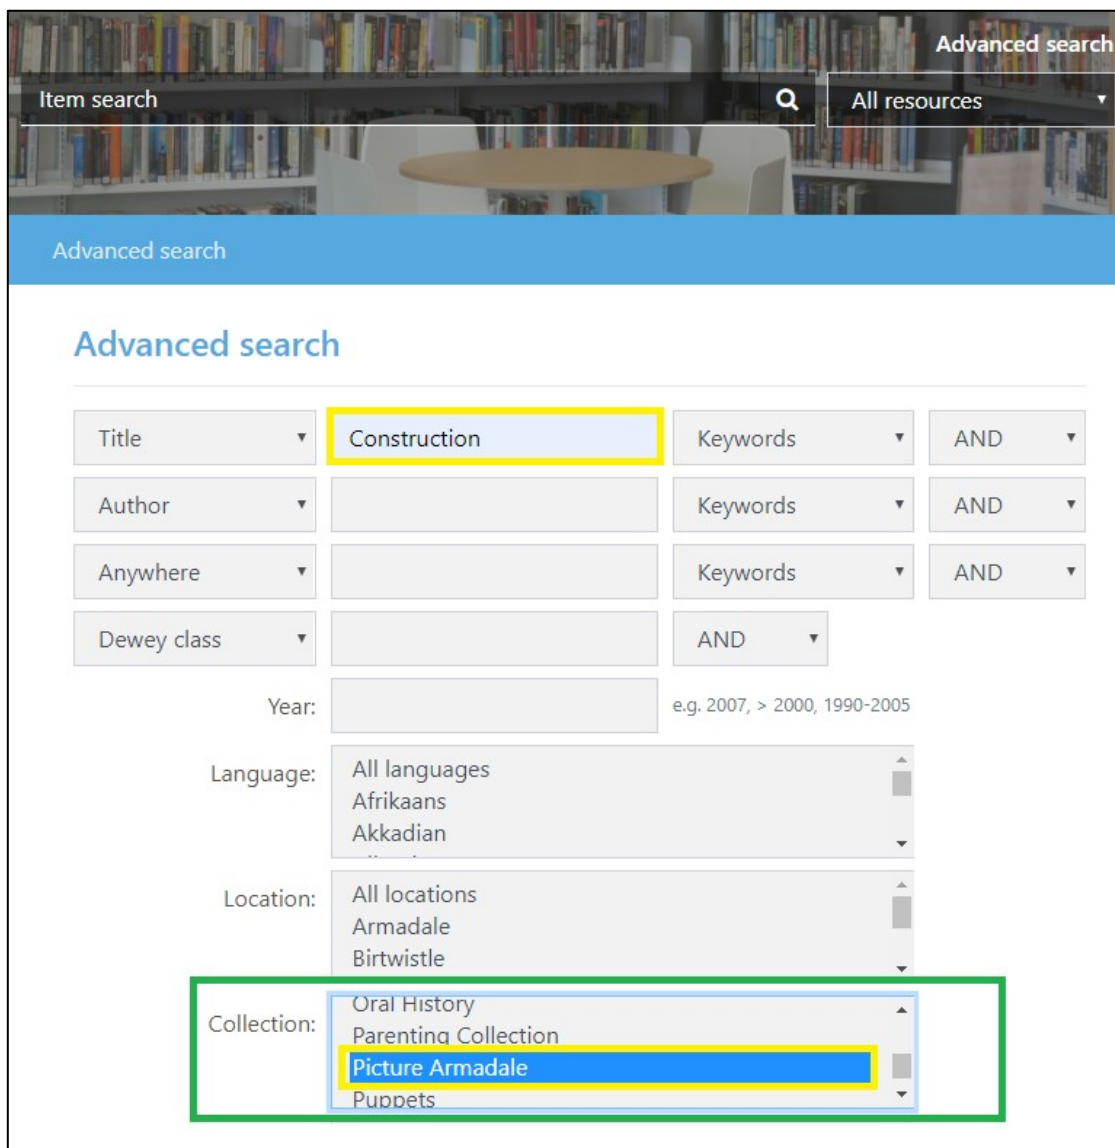 Advanced search
Item search All resources
Advanced search
Advanced search
Title Construction Keywords AND
Author Keywords AND
Anywhere Keywords AND
Dewey class AND
Year: e.g. 2007, > 2000, 1990-2005
Language: All languages
Afrikaans
Akkadian
Location: All locations
Armadale
Birtwistle
Oral History
Collection: Parenting Collection
Picture Armadale
Puppets